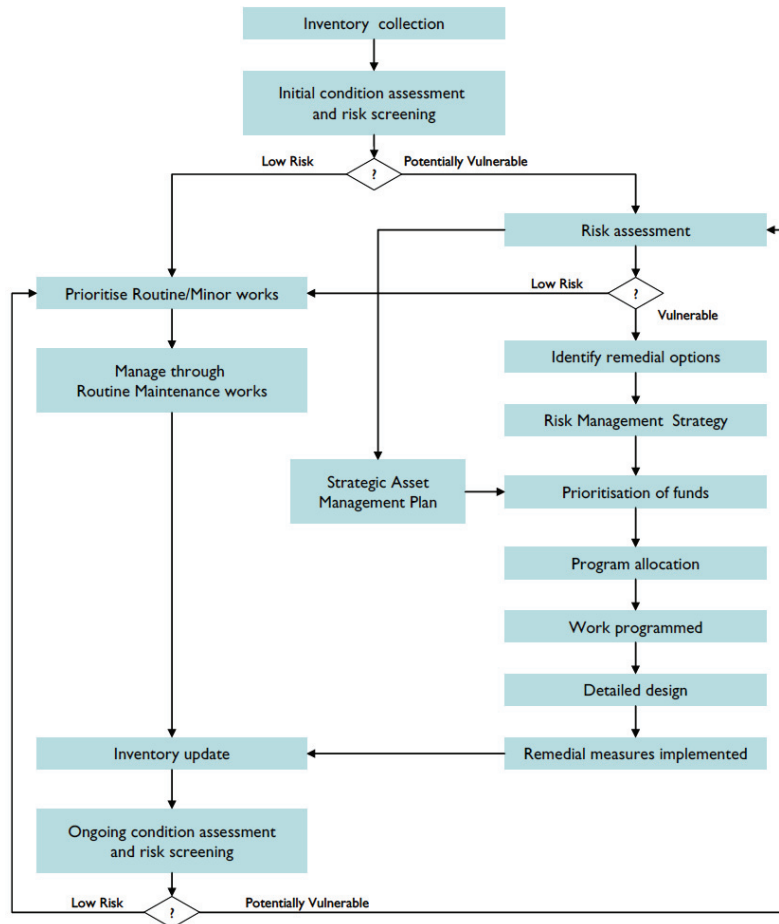 Inventory collection
Initial condition assessment
and risk screening
Low Risk
?
Potentially Vulnerable
Risk assessment
Prioritise Routine/Minor works
Low Risk
?
Vulnerable
Manage through
Routine Maintenance works
Identify remedial options
Risk Management Strategy
Strategic Asset
Management Plan
Prioritisation of funds
Program allocation
Work programmed
Detailed design
Inventory update
Remedial measures implemented
Ongoing condition assessment
and risk screening
Low Risk
?
Potentially Vulnerable